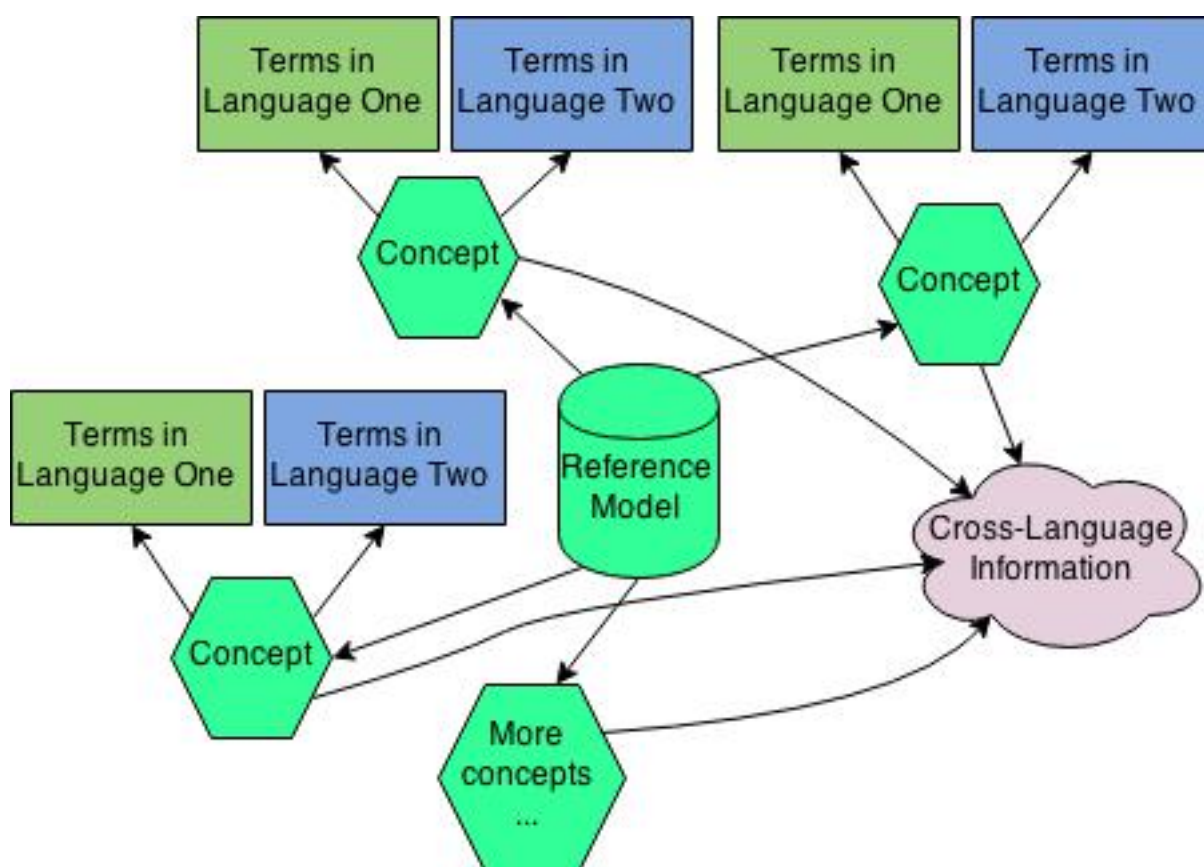 Terms in
Language One
Terms in
Language Two
Terms in
Language One
Terms in
Language Two
Concept
Concept
Terms in
Language One
Terms in
Language Two
Reference
Model
Cross-Language
Information
Concept
More
concepts
...